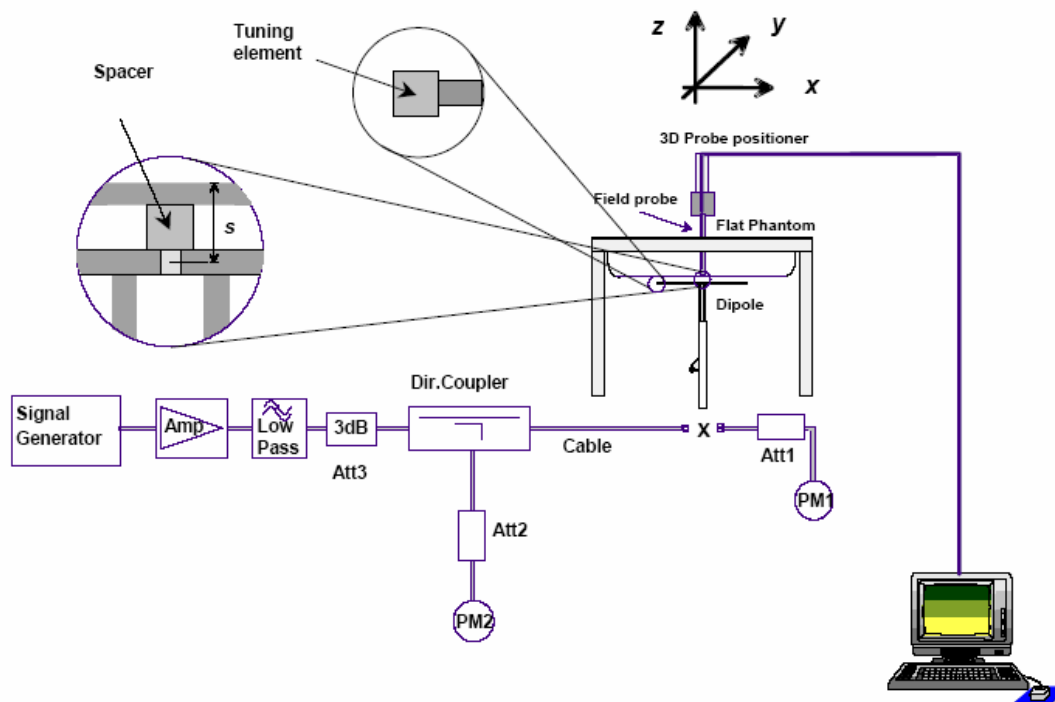 Tuning
element
Spacer
z
y
x
3D Probe positioner
Field probe
Flat Phantom
s
Dipole
Dir.Coupler
Signal
Generator
Amp
Low
Pass
3dB
Att3
Cable
X
Att1
PM1
Att2
PM2